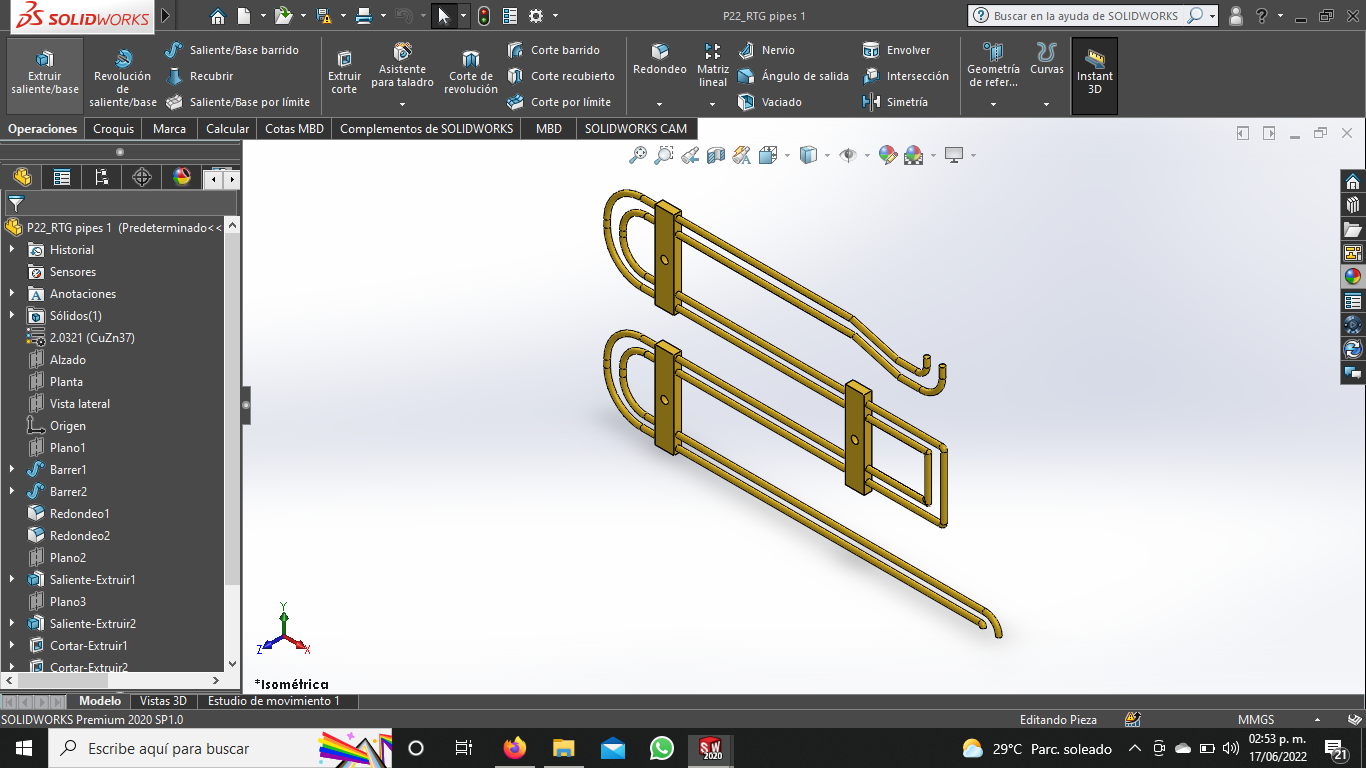 SOLIDWORKS
P22_RTG pipes 1
Buscar en la ayuda de SOLIDWORKS
Extruir saliente/base
Revolución de saliente/base
Saliente/Base barrido
Recubrir
Saliente/Base por límite
Extruir corte
Asistente para taladro
Corte de revolución
Corte barrido
Corte recubierto
Corte por límite
Redondeo
Matriz lineal
Nervio
Ángulo de salida
Vaciado
Envolver
Intersección
Simetría
Geometría de refer...
Curvas
Instant 3D
Operaciones
Croquis
Marca
Calcular
Cotas MBD
Complementos de SOLIDWORKS
MBD
SOLIDWORKS CAM
P22_RTG pipes 1 (Predeterminado<<
Historial
Sensores
Anotaciones
Sólidos(1)
2.0321 (CuZn37)
Alzado
Planta
Vista lateral
Origen
Plano1
Barrer1
Barrer2
Redondeo1
Redondeo2
Plano2
Saliente-Extruir1
Plano3
Saliente-Extruir2
Cortar-Extruir1
Cortar-Extruir2
Y
Z
X
*Isométrica
Modelo
Vistas 3D
Estudio de movimiento 1
SOLIDWORKS Premium 2020 SP1.0
Editando Pieza
MMGS
Escribe aquí para buscar
SW
2020
29°C Parc. soleado
02:53 p. m.
17/06/2022
21